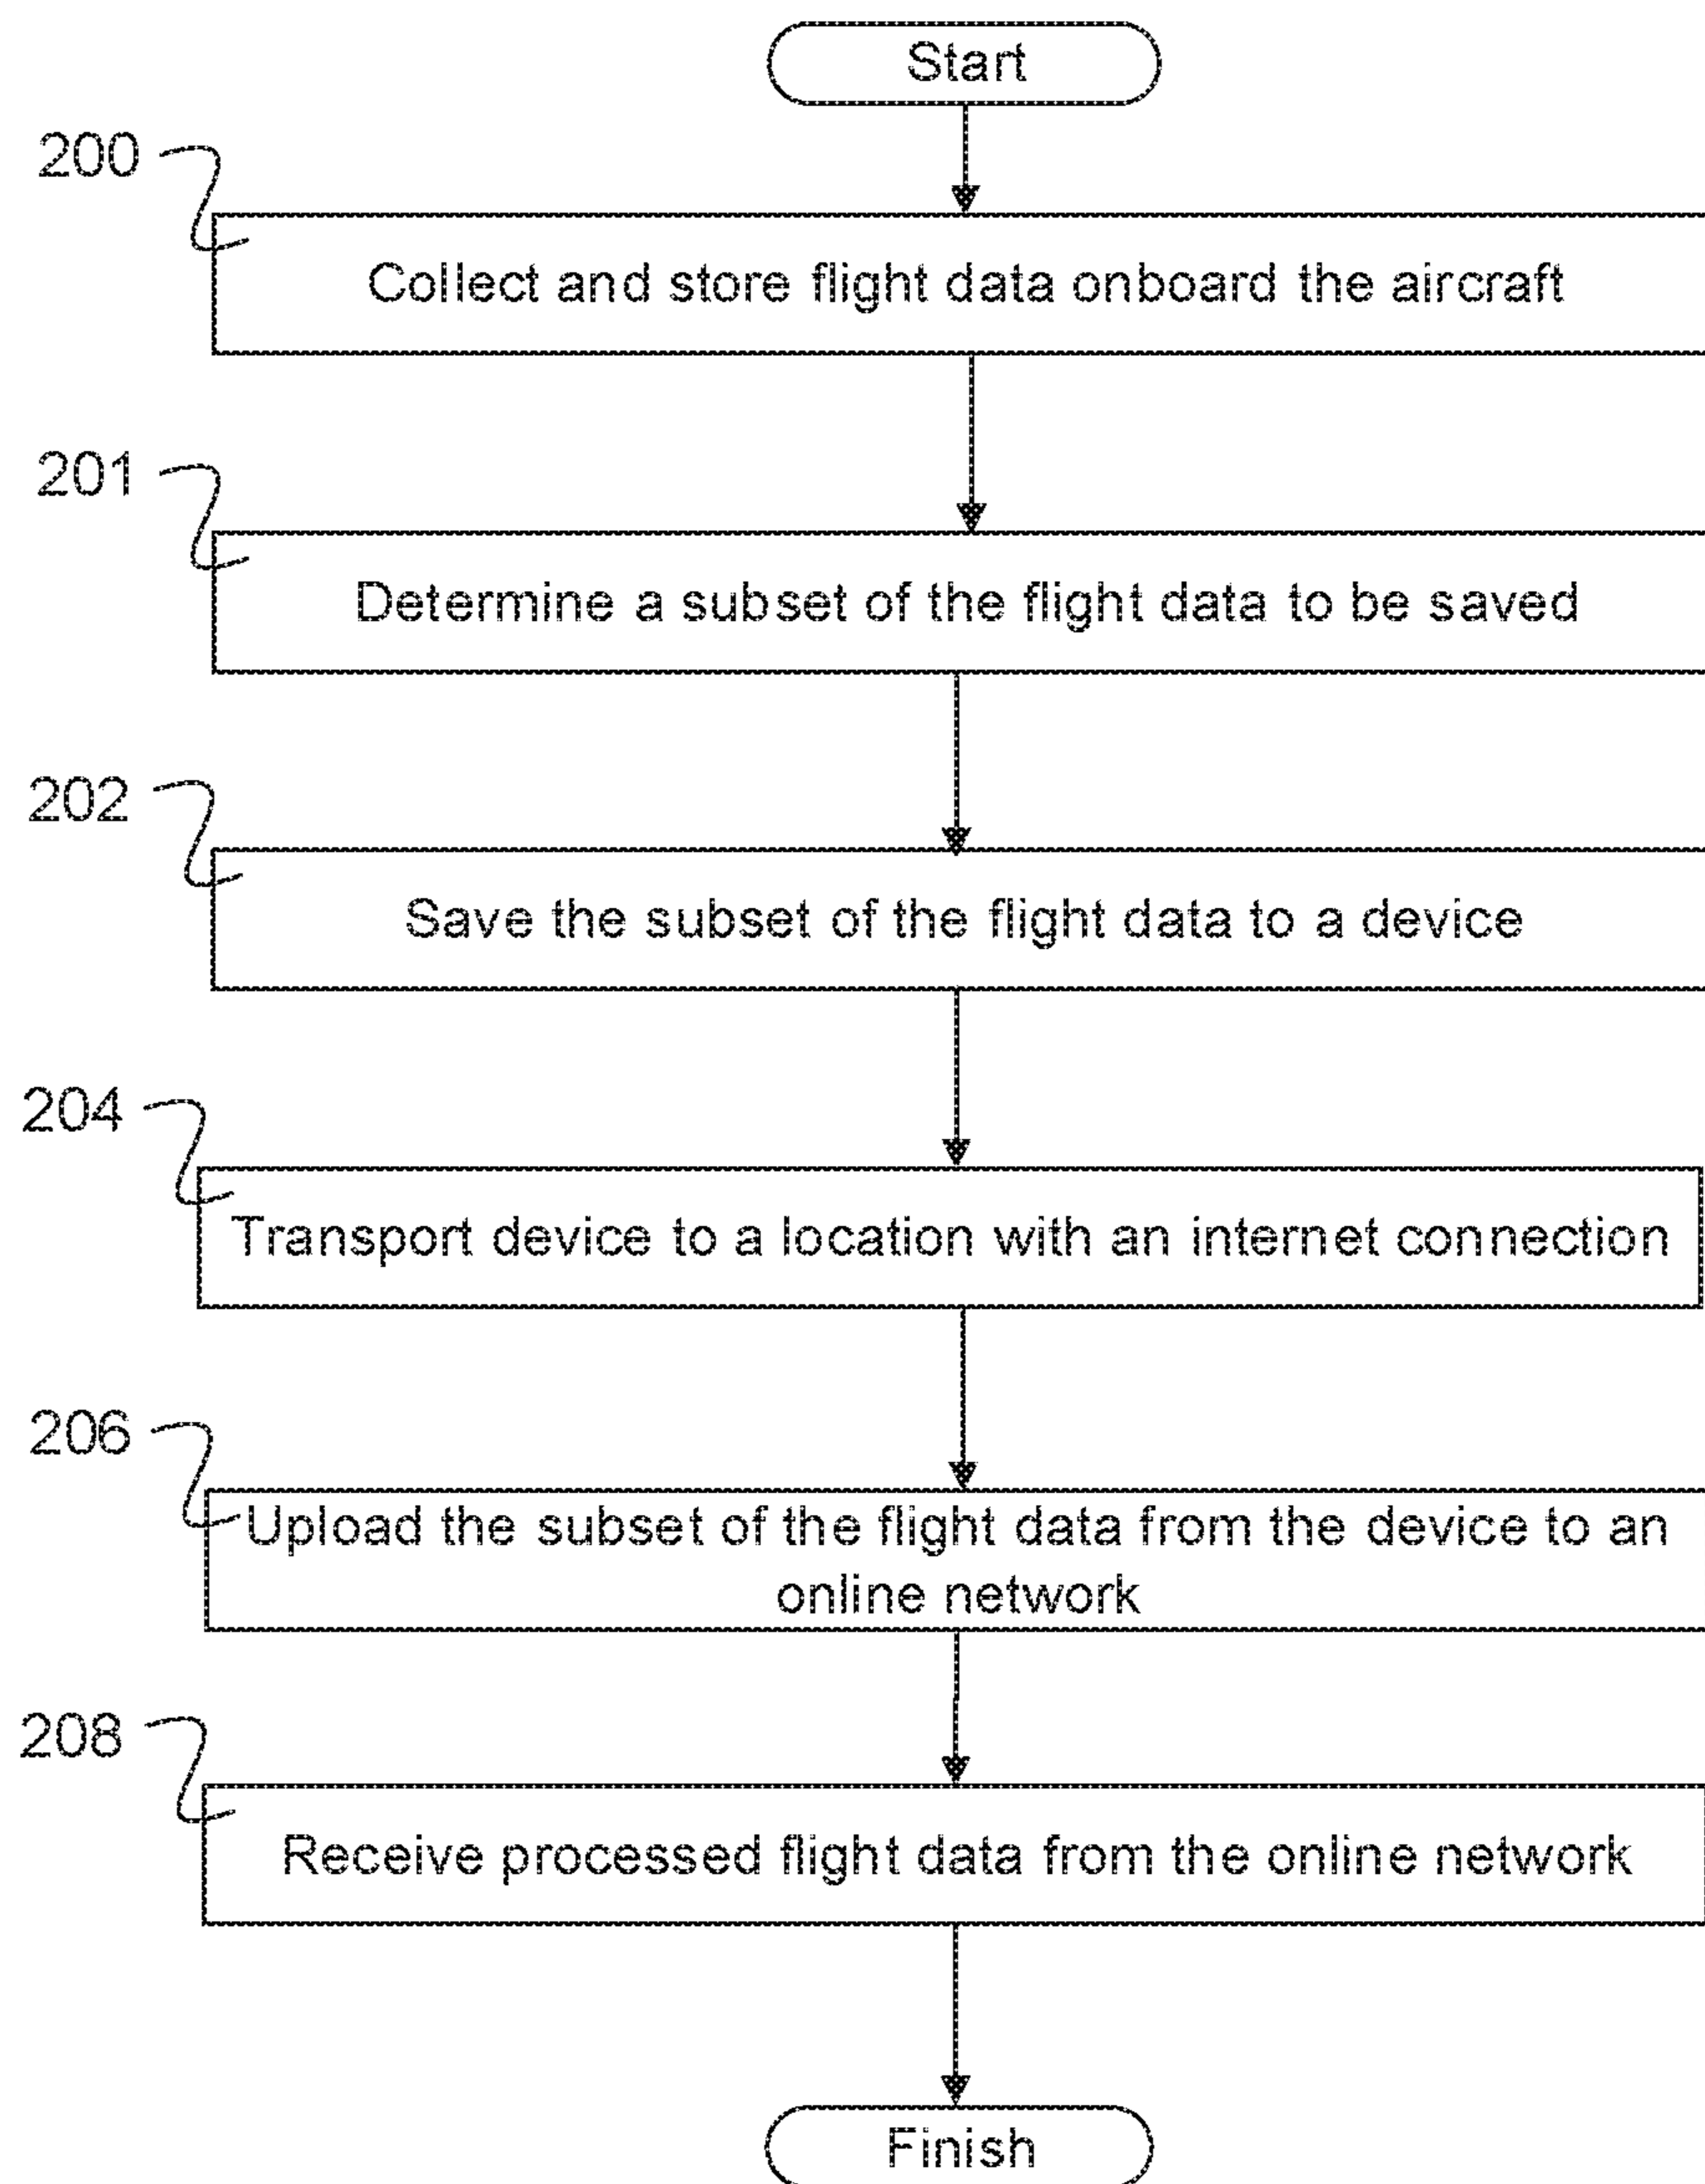 Start
200
Collect and store flight data onboard the aircraft
201
Determine a subset of the flight data to be saved
202
Save the subset of the flight data to a device
204
Transport device to a location with an internet connection
206
Upload the subset of the flight data from the device to an
online network
208
Receive processed flight data from the online network
Finish